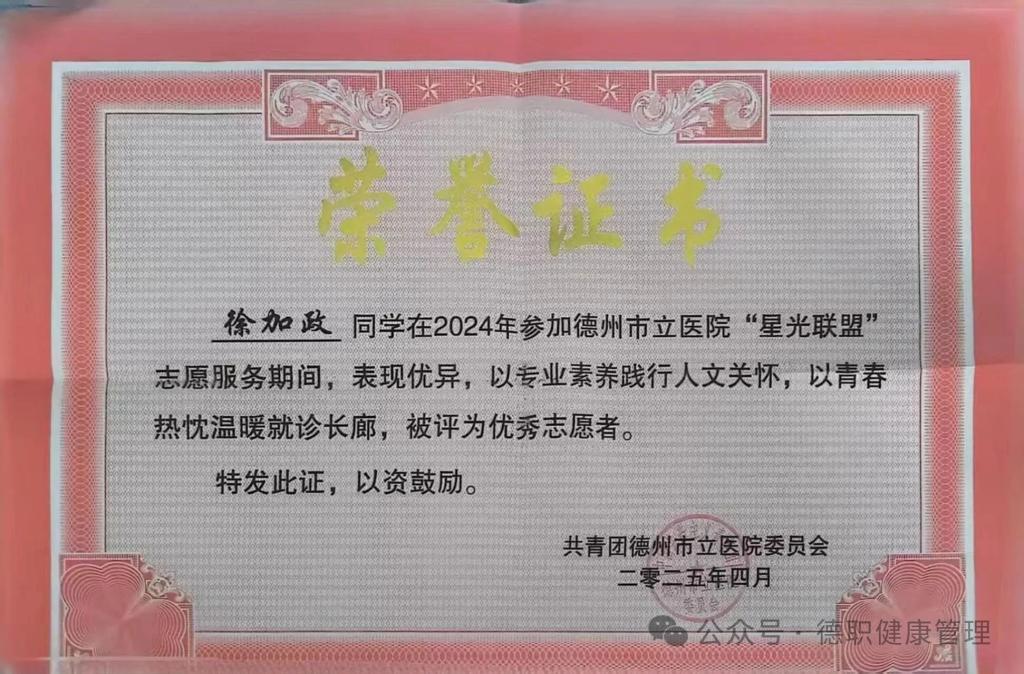 荣誉证书
徐加政 同学在2024年参加德州市立医院“星光联盟”
志愿服务期间，表现优异，以专业素养践行人文关怀，以青春
热忱温暖就诊长廊，被评为优秀志愿者。
特发此证，以资鼓励。
共青团德州市立医院委员会
二零二五年四月
委员会
公众号·德职健康管理